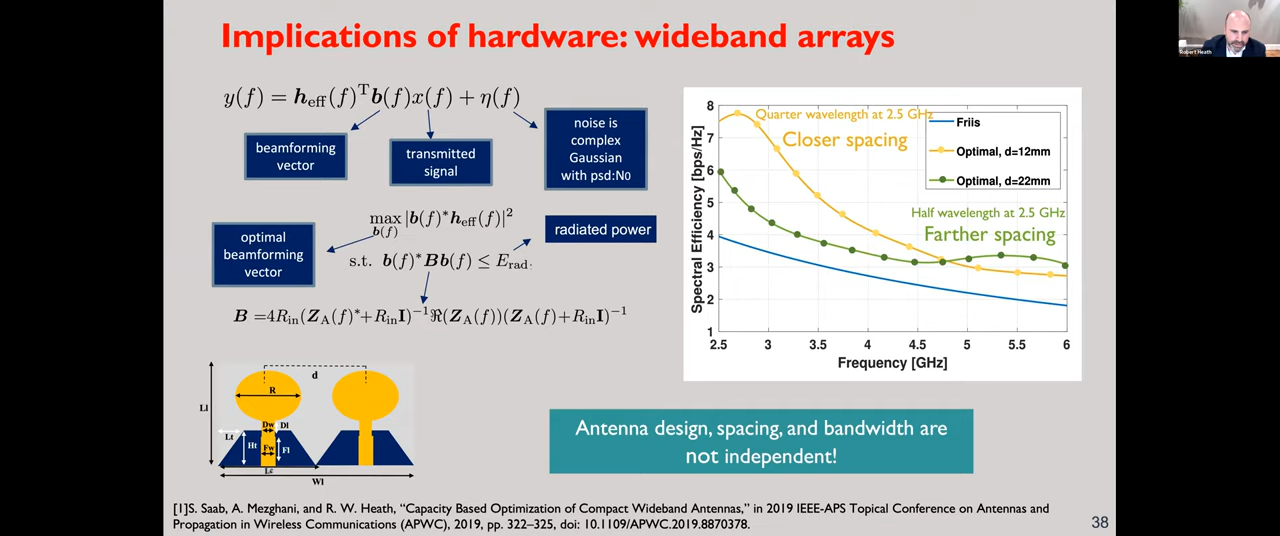 Implications of hardware: wideband arrays
Robert Heath
y(f) = h_eff(f)^T b(f)x(f) + η(f)
beamforming
vector
transmitted
signal
noise is
complex
Gaussian
with psd:N0
max_{b(f)} |b(f)* h_eff(f)|^2
s.t. b(f)* B b(f) ≤ E_rad.
optimal
beamforming
vector
radiated power
B =4R_in(Z_A(f)*+R_in I)^{-1} ℜ(Z_A(f))(Z_A(f)+R_in I)^{-1}
d
R
Ll
Lt
Ht
Dw
Dl
Fw
Fl
Lc
Wl
Quarter wavelength at 2.5 GHz
Closer spacing
Friis
Optimal, d=12mm
Optimal, d=22mm
Half wavelength at 2.5 GHz
Farther spacing
Spectral Efficiency [bps/Hz]
8
7
6
5
4
3
2
1
2.5 3 3.5 4 4.5 5 5.5 6
Frequency [GHz]
Antenna design, spacing, and bandwidth are
not independent!
[1]S. Saab, A. Mezghani, and R. W. Heath, “Capacity Based Optimization of Compact Wideband Antennas,” in 2019 IEEE-APS Topical Conference on Antennas and
Propagation in Wireless Communications (APWC), 2019, pp. 322–325, doi: 10.1109/APWC.2019.8870378.
38